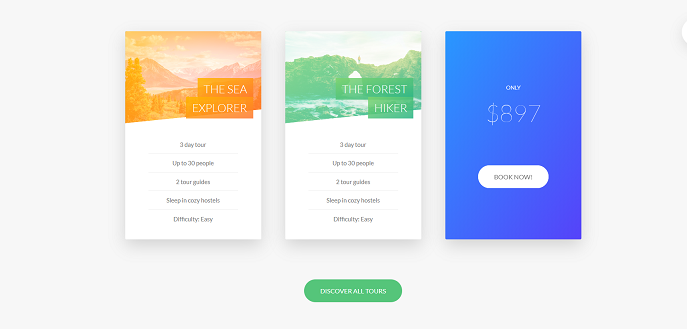 THE SEA
EXPLORER
3 day tour
Up to 30 people
2 tour guides
Sleep in cozy hostels
Difficulty: Easy
THE FOREST
HIKER
3 day tour
Up to 30 people
2 tour guides
Sleep in cozy hostels
Difficulty: Easy
ONLY
$897
BOOK NOW!
DISCOVER ALL TOURS